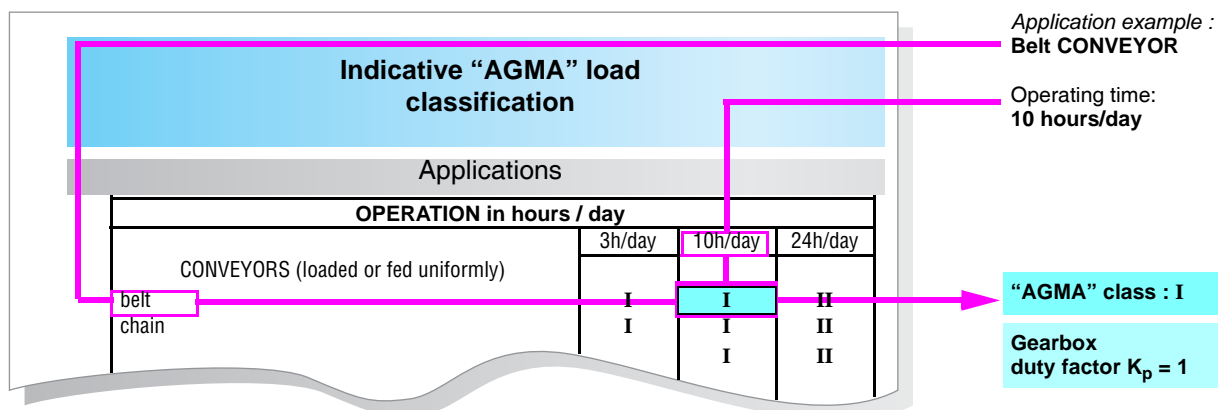 Application example :
Belt CONVEYOR
Indicative “AGMA” load
classification
Operating time:
10 hours/day
Applications
OPERATION in hours / day
3h/day 10h/day 24h/day
CONVEYORS (loaded or fed uniformly)
belt I I II
chain I I II
I II
“AGMA” class : I
Gearbox
duty factor Kp = 1